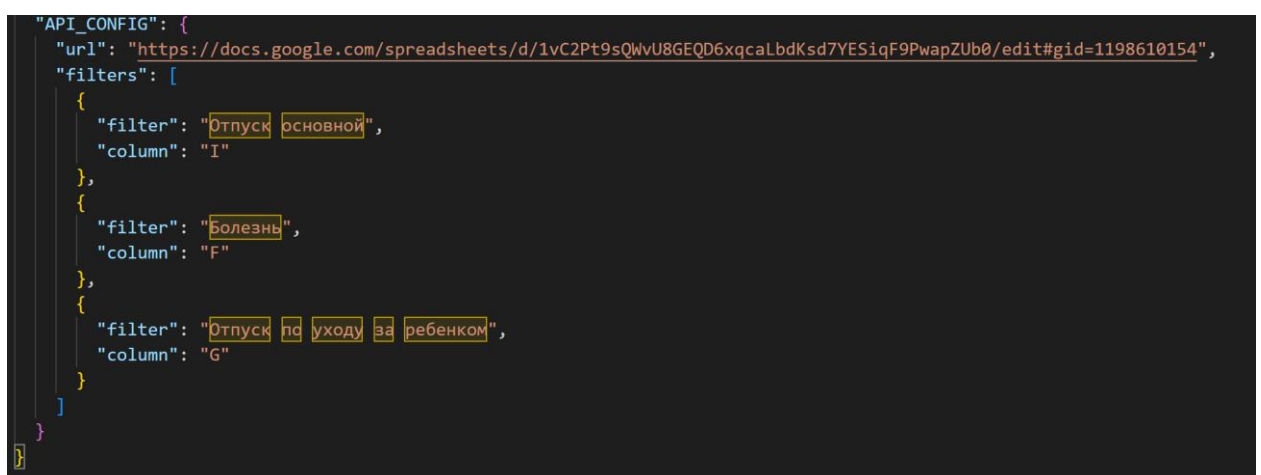 "API_CONFIG": {
"url": "https://docs.google.com/spreadsheets/d/1vC2Pt9sQWvU8GEQD6xqcaLbdKsd7YESiqF9PwapZUb0/edit#gid=1198610154",
"filters": [
{
"filter": "Отпуск основной",
"column": "I"
},
{
"filter": "Болезнь",
"column": "F"
},
{
"filter": "Отпуск по уходу за ребенком",
"column": "G"
}
]
}
}